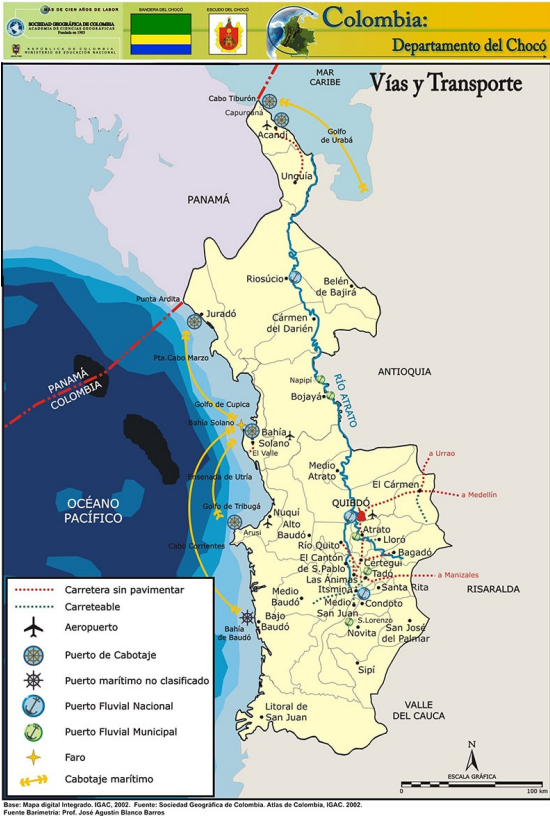 MÁS DE CIEN AÑOS DE LABOR
SOCIEDAD GEOGRÁFICA DE COLOMBIA
ACADEMIA DE CIENCIAS GEOGRÁFICAS
Fundada en 1903
REPÚBLICA DE COLOMBIA
MINISTERIO DE EDUCACIÓN NACIONAL
BANDERA DEL CHOCÓ
ESCUDO DEL CHOCÓ
Colombia:
Departamento del Chocó
Vías y Transporte
MAR
CARIBE
Cabo Tiburón
Capurganá
Acandí
Golfo
de Urabá
Unguía
PANAMÁ
Riosúcio
Belén
de Bajirá
Punta Ardita
Juradó
Cármen
del Darién
Pta.Cabo Marzo
PANAMÁ
COLOMBIA
ANTIOQUIA
Napipí
RÍO ATRATO
Bojayá
Golfo de Cupica
Bahía Solano
Bahía
Solano
El Valle
a Urrao
Medio
Atrato
Ensenada de Utría
El Cármen
a Medellín
OCÉANO
PACÍFICO
Golfo de Tribugá
Nuquí
QUIBDÓ
Alto
Baudó
Atrato
Arusi
Lloró
Cabo Corrientes
Río Quito
Bagadó
El Cantón
de S.Pablo
Cértegui
Las Ánimas
Tadó
a Manizales
Itsmina
Santa Rita
RISARALDA
Medio
Baudó
Medio
San Juan
Condoto
Bahía
de Baudó
Bajo
Baudó
S.Lorenzo
Novita
San José
del Palmar
Sipí
Litoral de
San Juan
VALLE
DEL CAUCA
Carretera sin pavimentar
Carreteable
Aeropuerto
Puerto de Cabotaje
Puerto marítimo no clasificado
Puerto Fluvial Nacional
Puerto Fluvial Municipal
Faro
Cabotaje marítimo
N
ESCALA GRÁFICA
0
100 km
Base: Mapa digital Integrado. IGAC, 2002. Fuente: Sociedad Geográfica de Colombia. Atlas de Colombia, IGAC. 2002.
Fuente Barimetría: Prof. José Agustin Blanco Barros